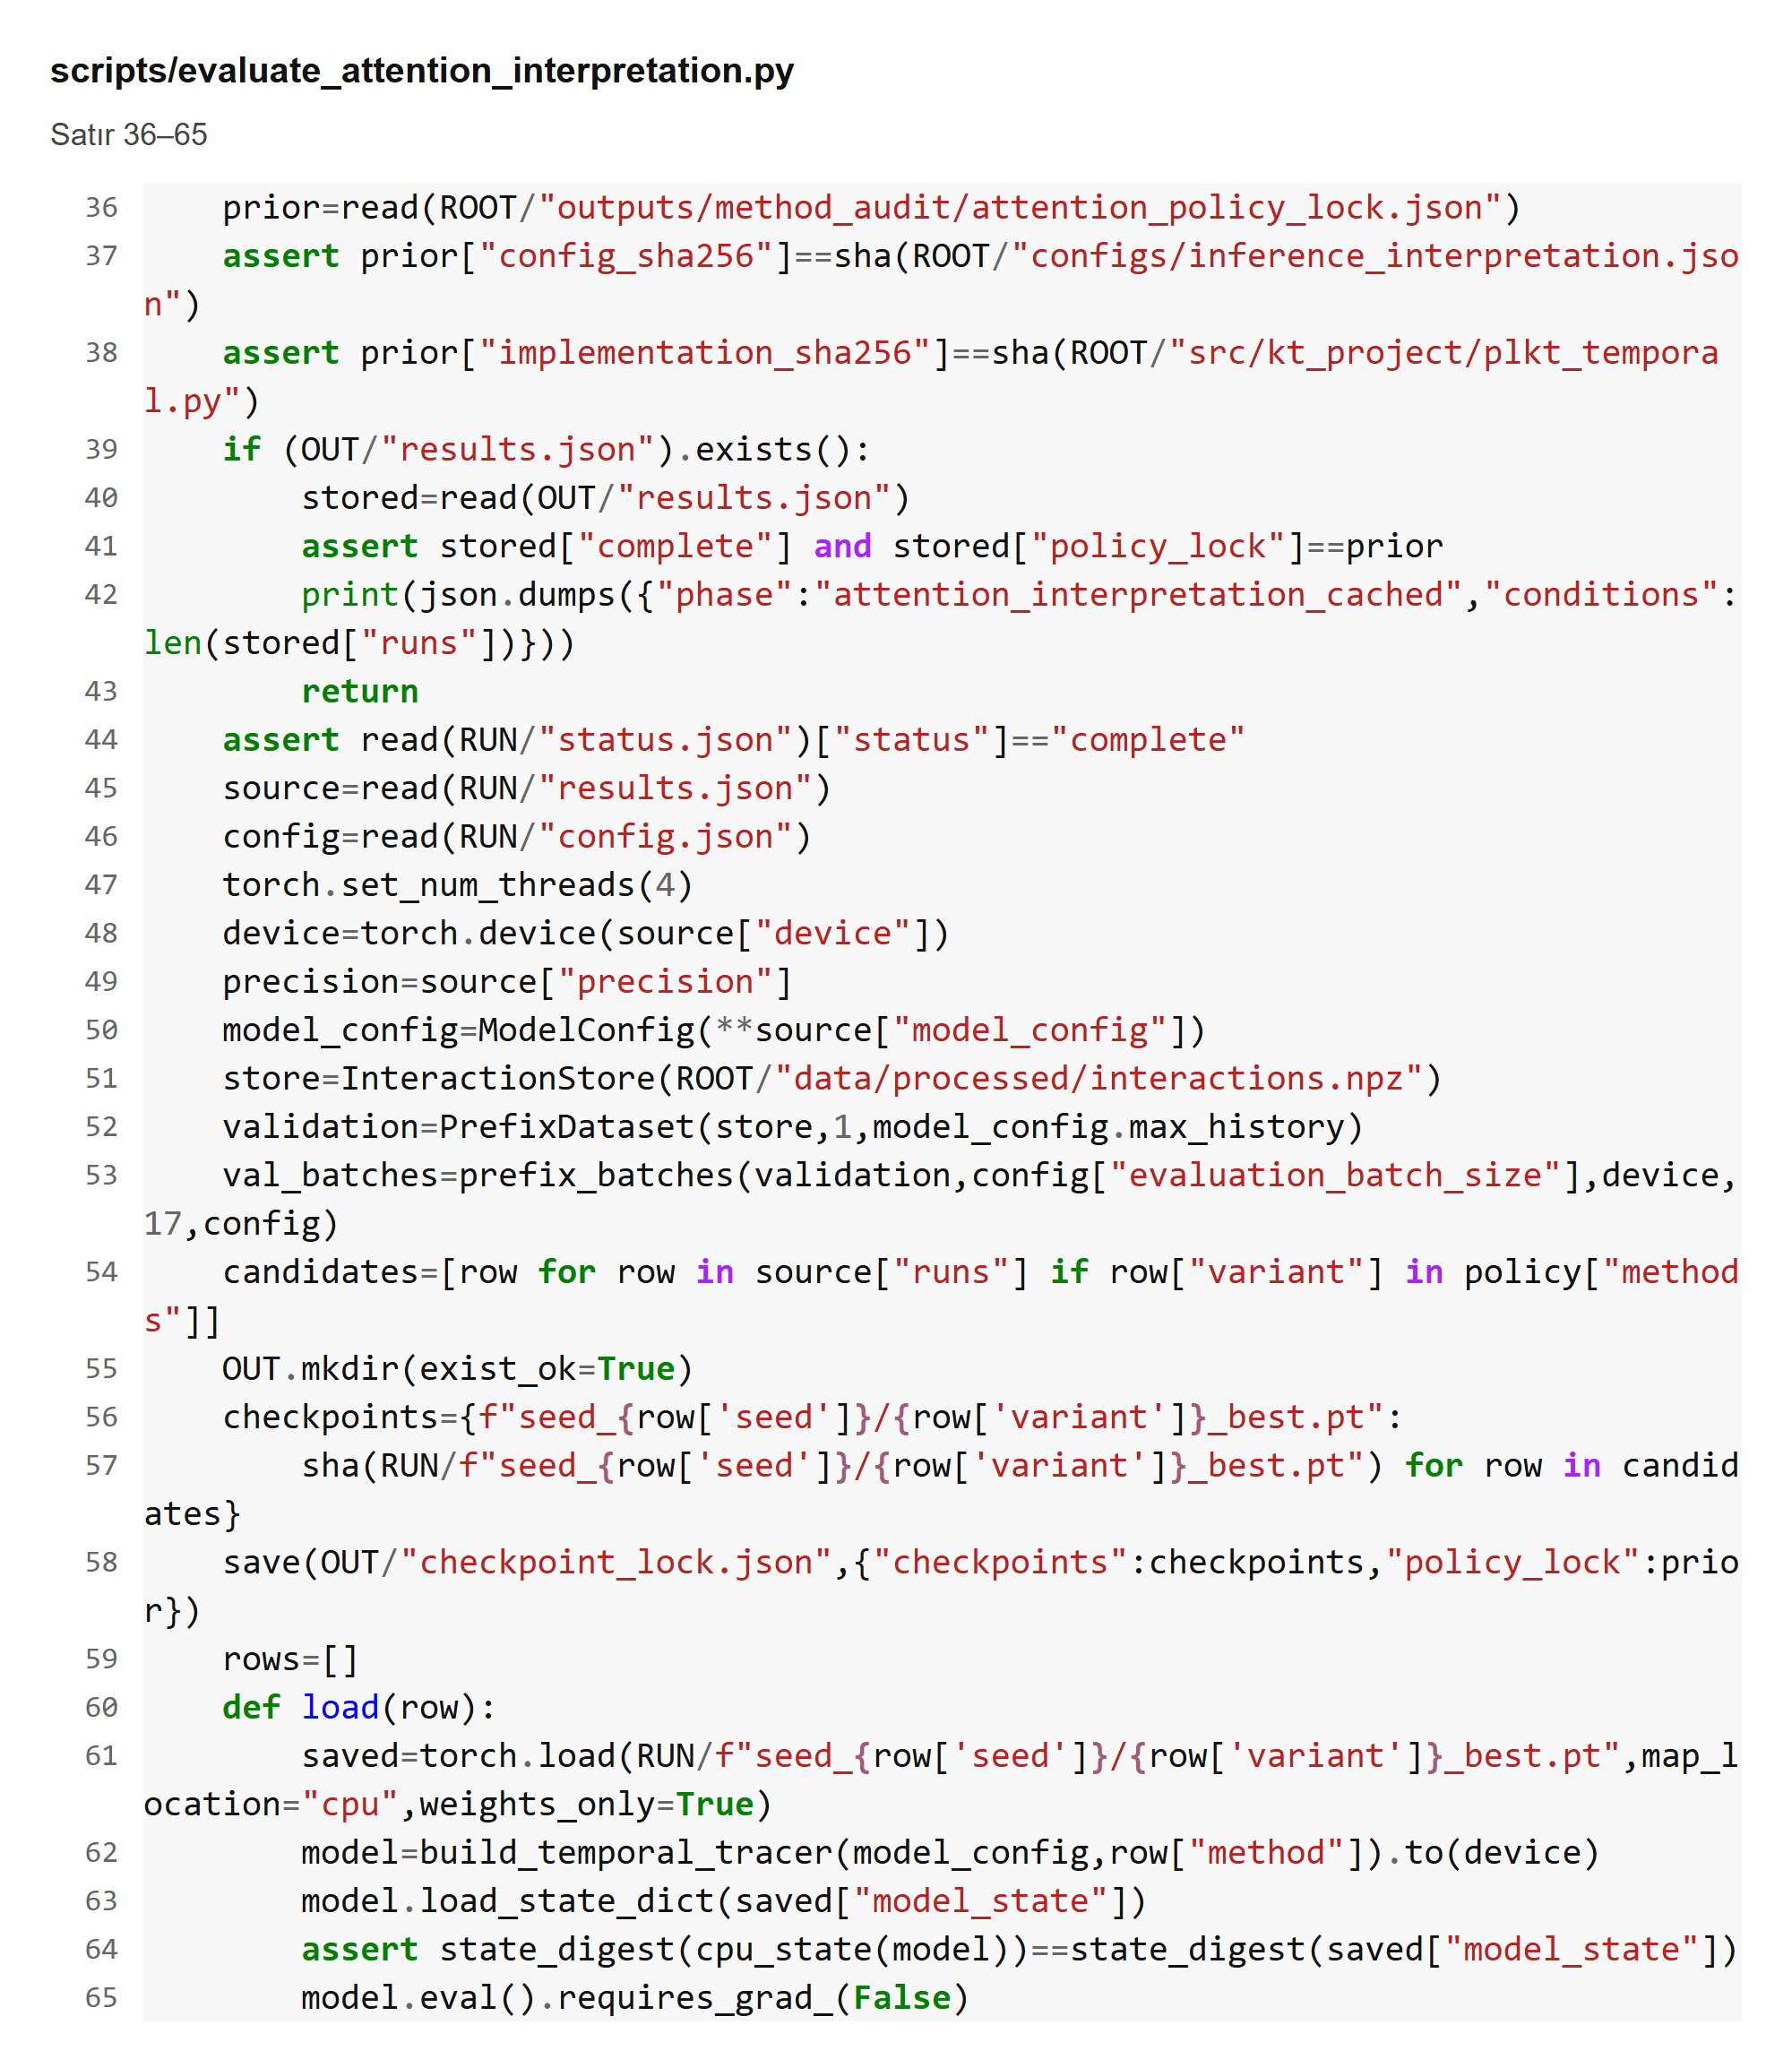 scripts/evaluate_attention_interpretation.py
Satır 36–65
36     prior=read(ROOT/"outputs/method_audit/attention_policy_lock.json")
37     assert prior["config_sha256"]==sha(ROOT/"configs/inference_interpretation.jso
n")
38     assert prior["implementation_sha256"]==sha(ROOT/"src/kt_project/plkt_tempora
l.py")
39     if (OUT/"results.json").exists():
40         stored=read(OUT/"results.json")
41         assert stored["complete"] and stored["policy_lock"]==prior
42         print(json.dumps({"phase":"attention_interpretation_cached","conditions":
len(stored["runs"])}))
43         return
44     assert read(RUN/"status.json")["status"]=="complete"
45     source=read(RUN/"results.json")
46     config=read(RUN/"config.json")
47     torch.set_num_threads(4)
48     device=torch.device(source["device"])
49     precision=source["precision"]
50     model_config=ModelConfig(**source["model_config"])
51     store=InteractionStore(ROOT/"data/processed/interactions.npz")
52     validation=PrefixDataset(store,1,model_config.max_history)
53     val_batches=prefix_batches(validation,config["evaluation_batch_size"],device,
17,config)
54     candidates=[row for row in source["runs"] if row["variant"] in policy["method
s"]]
55     OUT.mkdir(exist_ok=True)
56     checkpoints={f"seed_{row['seed']}/{row['variant']}_best.pt":
57         sha(RUN/f"seed_{row['seed']}/{row['variant']}_best.pt") for row in candid
ates}
58     save(OUT/"checkpoint_lock.json",{"checkpoints":checkpoints,"policy_lock":prio
r})
59     rows=[]
60     def load(row):
61         saved=torch.load(RUN/f"seed_{row['seed']}/{row['variant']}_best.pt",map_l
ocation="cpu",weights_only=True)
62         model=build_temporal_tracer(model_config,row["method"]).to(device)
63         model.load_state_dict(saved["model_state"])
64         assert state_digest(cpu_state(model))==state_digest(saved["model_state"])
65         model.eval().requires_grad_(False)